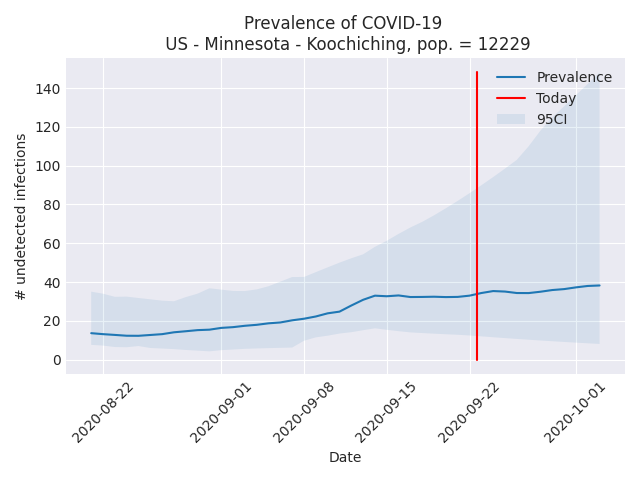 Prevalence of COVID-19
US - Minnesota - Koochiching, pop. = 12229
Prevalence
Today
95CI
# undetected infections
140
120
100
80
60
40
20
0
2020-08-22
2020-09-01
2020-09-08
2020-09-15
2020-09-22
2020-10-01
Date